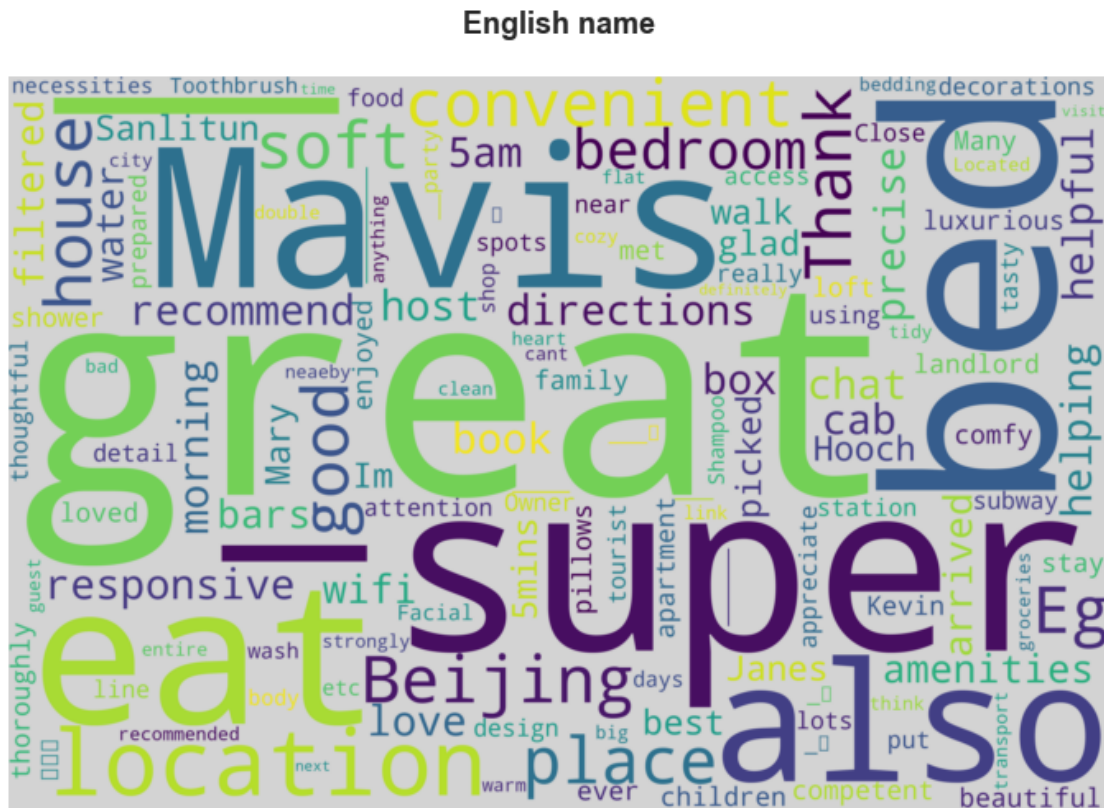 English name
necessities Toothbrush time food convenient bedding decorations
filtered house Sanlitun soft party 5am bedroom Thank Close Many visit
water city Mavis flat access precise Located bed helpful
prepared double anything near walk luxurious
spots cozy met glad tasty
shop really loft
shower recommend host definitely directions using tidy
thoughtful bad great enjoyed heart cant landlord helping
morning neaeby clean family box chat
good book picked cab comfy
detail Mary Im Shampoo Hooch
loved bars attention Owner link station subway
super 5mins pillows tourist apartment appreciate arrived stay
guest responsive wifi Facial Kevin groceries Eg
thoroughly eat entire wash strongly Beijing Janes amenities
line body etc days also think transport
recommended love design best lots
location next big place put
warm ever children competent beautiful